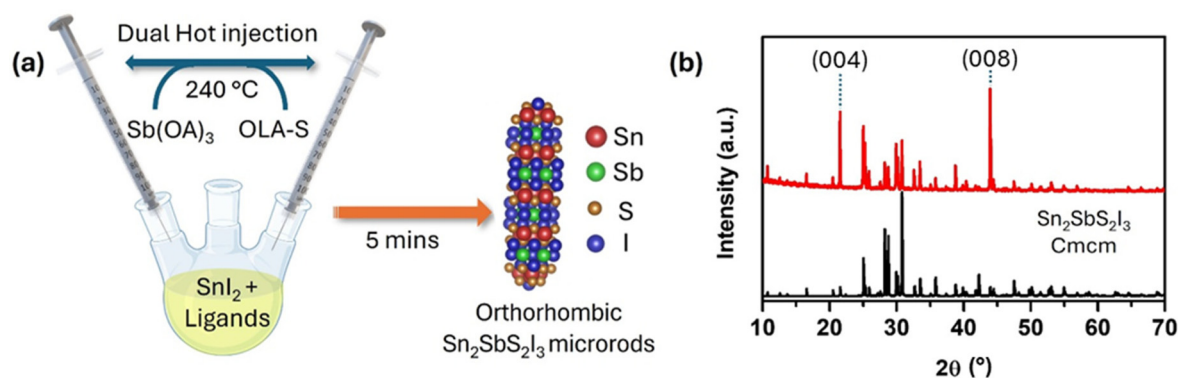 (a)
Dual Hot injection
240 °C
Sb(OA)₃ OLA-S
SnI₂ +
Ligands
5 mins
Sn
Sb
S
I
Orthorhombic
Sn₂SbS₂I₃ microrods
(b)
(004) (008)
Intensity (a.u.)
Sn₂SbS₂I₃
Cmcm
10 20 30 40 50 60 70
2θ (°)